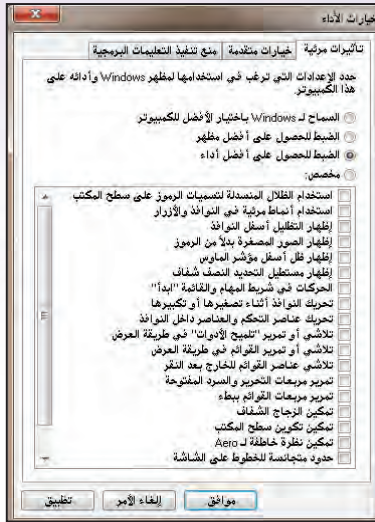 خيارات الأداء
تأثيرات مرئية
خيارات متقدمة
منع تنفيذ التعليمات البرمجية
حدد الإعدادات التي ترغب في استخدامها لمظهر Windows وأدائه على
هذا الكمبيوتر.
السماح لـ Windows باختيار الأفضل للكمبيوتر
الضبط للحصول على أفضل مظهر
الضبط للحصول على أفضل أداء
مخصص:
استخدام الظلال المنسدلة لتسميات الرموز على سطح المكتب
استخدام أنماط مرئية في النوافذ والأزرار
إظهار التظليل أسفل النوافذ
إظهار الصور المصغرة بدلاً من الرموز
إظهار ظل أسفل مؤشر الماوس
إظهار مستطيل التحديد النصف شفاف
الحركات في شريط المهام والقائمة "ابدأ"
تحريك النوافذ أثناء تصغيرها أو تكبيرها
تحريك عناصر التحكم والعناصر داخل النوافذ
تلاشي أو تمرير "تلميح الأدوات" في طريقة العرض
تلاشي أو تمرير القوائم في طريقة العرض
تلاشي عناصر القوائم للخارج بعد النقر
تمرير مربعات التحرير والسرد المفتوحة
تمرير مربعات القوائم ببطء
تمكين الزجاج الشفاف
تمكين تكوين سطح المكتب
تمكين نظرة خاطفة لـ Aero
حدود متجانسة للخطوط على الشاشة
موافق
إلغاء الأمر
تطبيق